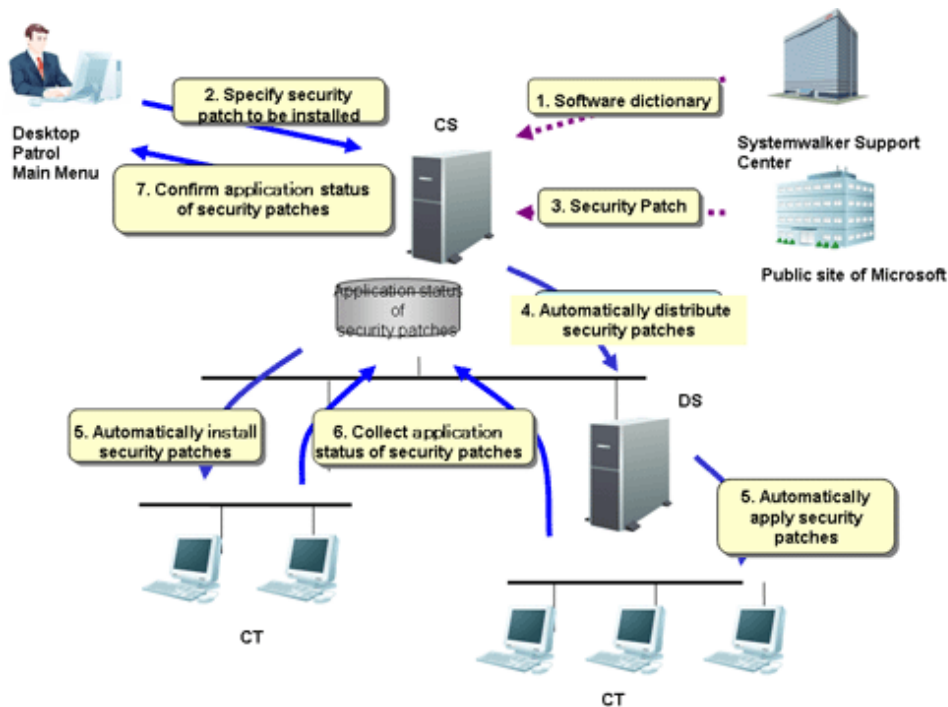 2. Specify security
patch to be installed
1. Software dictionary
CS
Desktop
Patrol
Main Menu
Systemwalker Support
Center
7. Confirm application status
of security patches
3. Security Patch
Public site of Microsoft
Application status
of
security patches
4. Automatically distribute
security patches
DS
5. Automatically install
security patches
6. Collect application
status of security patches
5. Automatically
apply security
patches
CT
CT